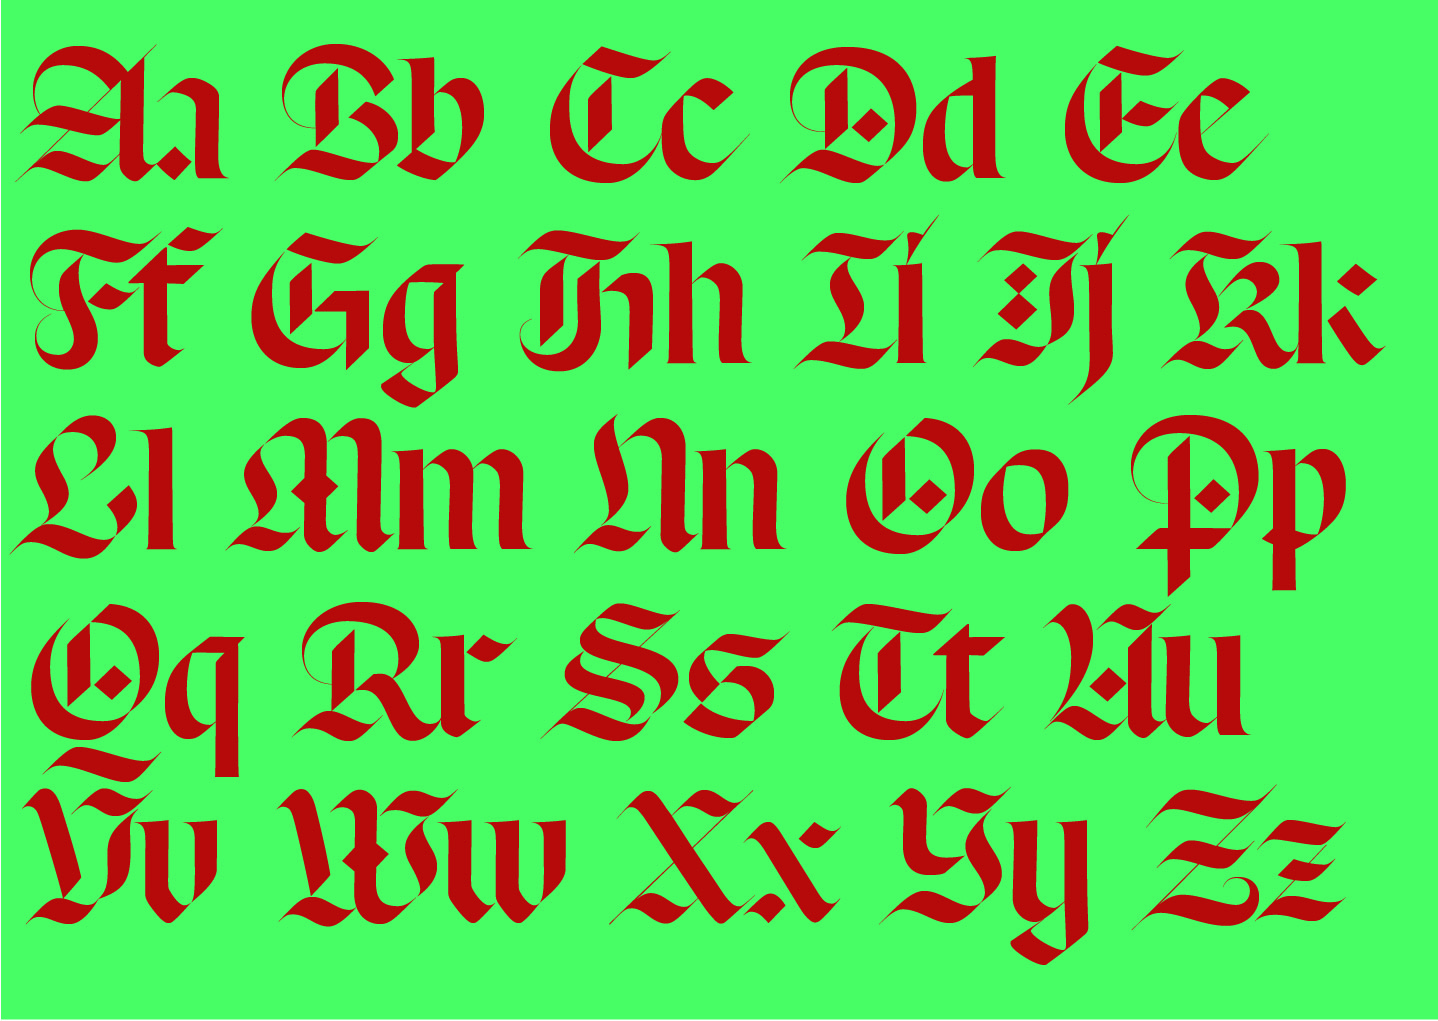 Aa Bb Cc Dd Ee
Ff Gg Hh Ii Jj Kk
Ll Mm Nn Oo Pp
Qq Rr Ss Tt Uu
Vv Ww Xx Yy Zz